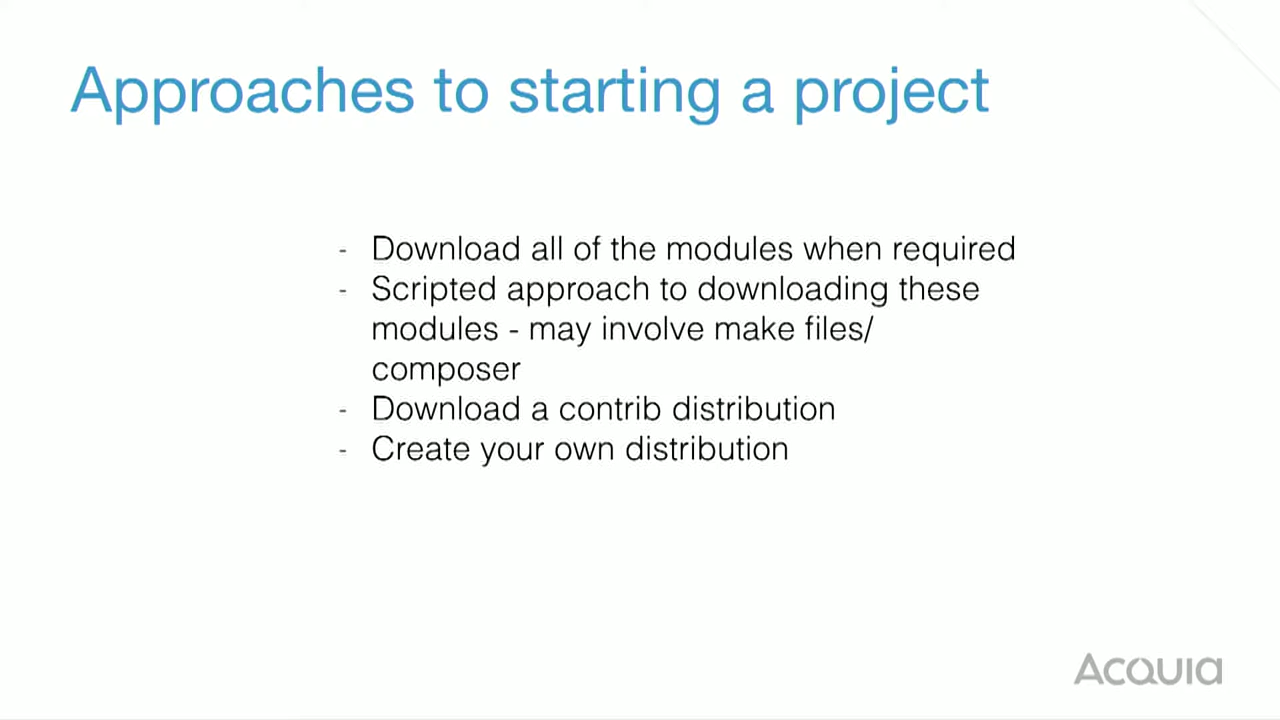 Approaches to starting a project
- Download all of the modules when required
- Scripted approach to downloading these
modules - may involve make files/
composer
- Download a contrib distribution
- Create your own distribution
Acquia